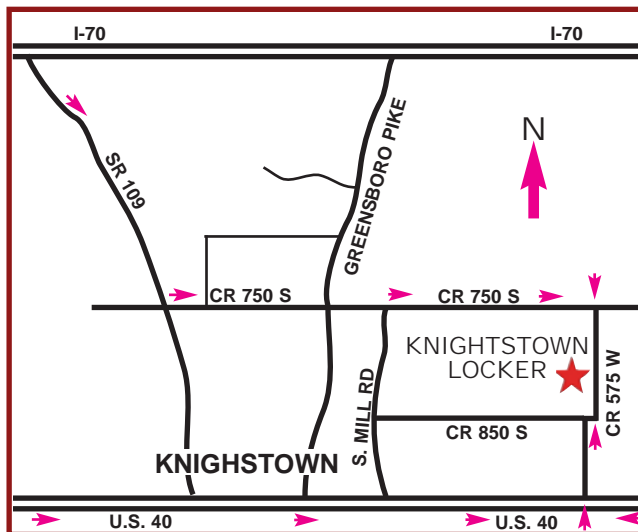 I-70
I-70
N
SR 109
GREENSBORO PIKE
CR 750 S
CR 750 S
KNIGHTSTOWN
LOCKER
S. MILL RD
CR 575 W
CR 850 S
KNIGHSTOWN
U.S. 40
U.S. 40